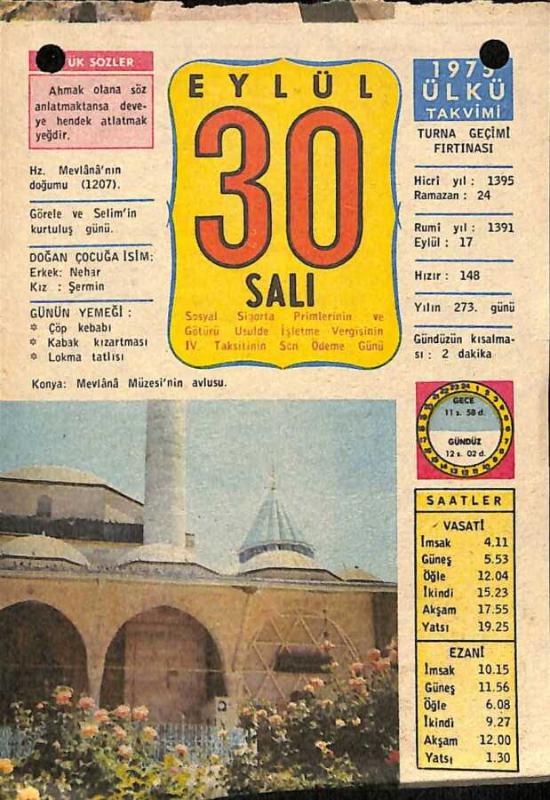 ÜK SÖZLER
Ahmak olana söz
anlatmaktansa deve-
ye hendek atlatmak
yeğdir.
Hz. Mevlânâ'nın
doğumu (1207).
Görele ve Selim'in
kurtuluş günü.
DOĞAN ÇOCUĞA İSİM:
Erkek: Nehar
Kız : Şermin
GÜNÜN YEMEĞİ :
* Çöp kebabı
* Kabak kızartması
* Lokma tatlısı
EYLÜL
30
SALI
Sosyal Sigorta Primlerinin ve
Götürü Usulde İşletme Vergisinin
IV. Taksitinin Son Ödeme Günü
1975
ÜLKÜ
TAKVİMİ
TURNA GEÇİMİ
FIRTINASI
Hicrî yıl : 1395
Ramazan : 24
Rumi yıl : 1391
Eylül : 17
Hızır : 148
Yılın 273. günü
Gündüzün kısalma-
sı : 2 dakika
Konya: Mevlânâ Müzesi'nin avlusu.
GECE
11 s. 58 d.
GÜNDÜZ
12 s. 02 d.
SAATLER
VASATİ
İmsak 4.11
Güneş 5.53
Öğle 12.04
İkindi 15.23
Akşam 17.55
Yatsı 19.25
EZANİ
İmsak 10.15
Güneş 11.56
Öğle 6.08
İkindi 9.27
Akşam 12.00
Yatsı 1.30